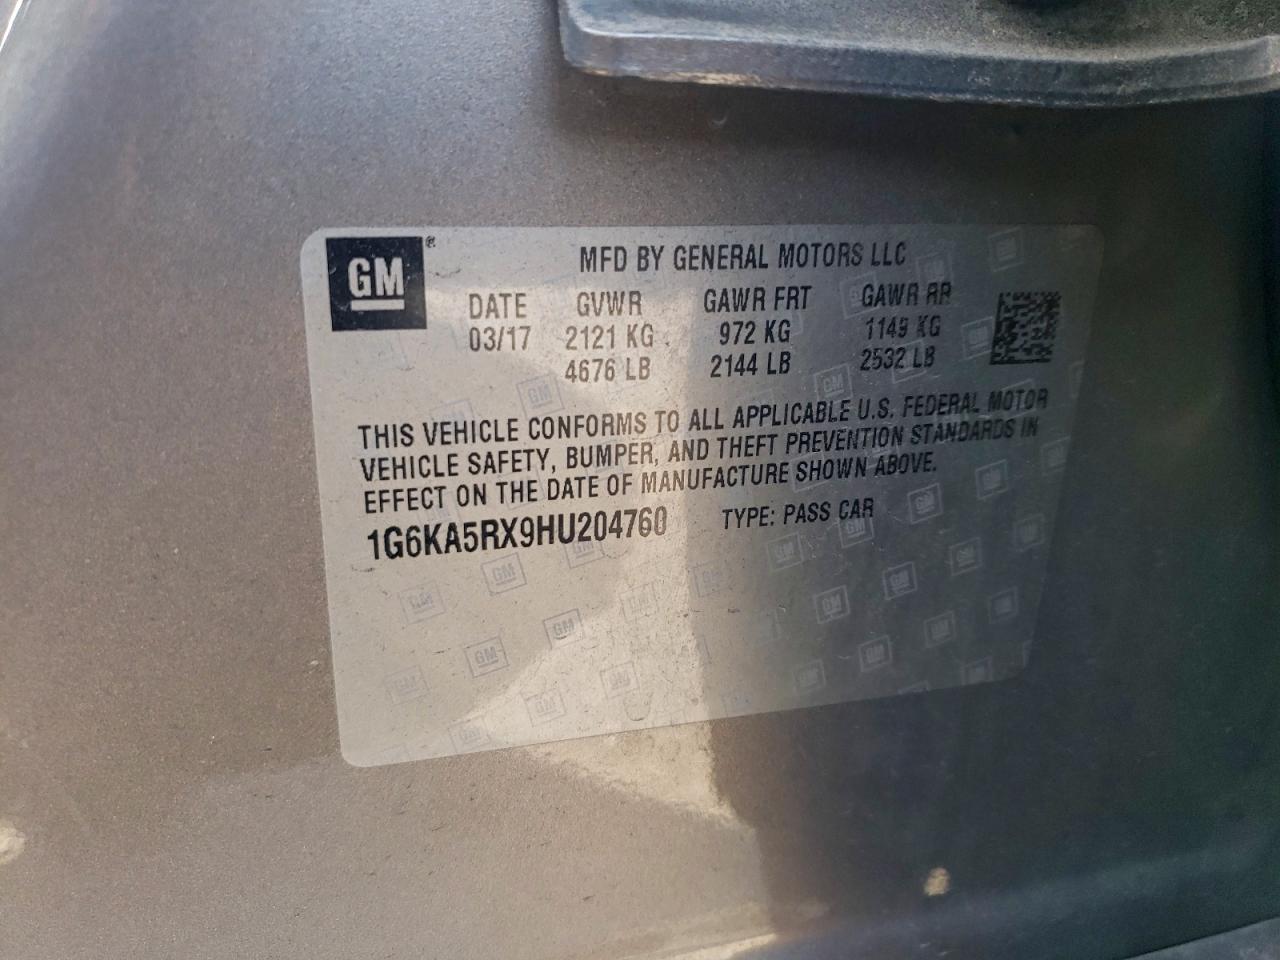 GM®
MFD BY GENERAL MOTORS LLC
DATE GVWR GAWR FRT GAWR RR
03/17 2121 KG 972 KG 1149 KG
4676 LB 2144 LB 2532 LB
THIS VEHICLE CONFORMS TO ALL APPLICABLE U.S. FEDERAL MOTOR
VEHICLE SAFETY, BUMPER, AND THEFT PREVENTION STANDARDS IN
EFFECT ON THE DATE OF MANUFACTURE SHOWN ABOVE.
1G6KA5RX9HU204760 TYPE: PASS CAR